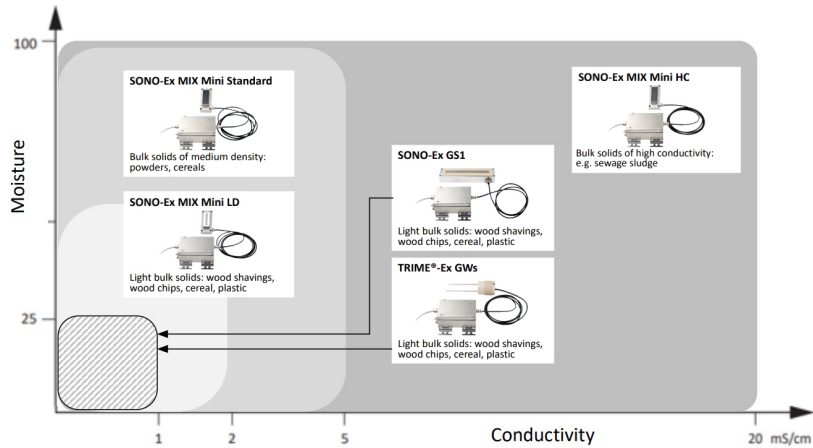 100
SONO-Ex MIX Mini Standard
Bulk solids of medium density:
powders, cereals
SONO-Ex MIX Mini HC
Bulk solids of high conductivity:
e.g. sewage sludge
SONO-Ex GS1
Light bulk solids: wood shavings,
wood chips, cereal, plastic
Moisture
SONO-Ex MIX Mini LD
Light bulk solids: wood shavings,
wood chips, cereal, plastic
TRIME®-Ex GWs
Light bulk solids: wood shavings,
wood chips, cereal, plastic
25
1
2
5
Conductivity
20 mS/cm